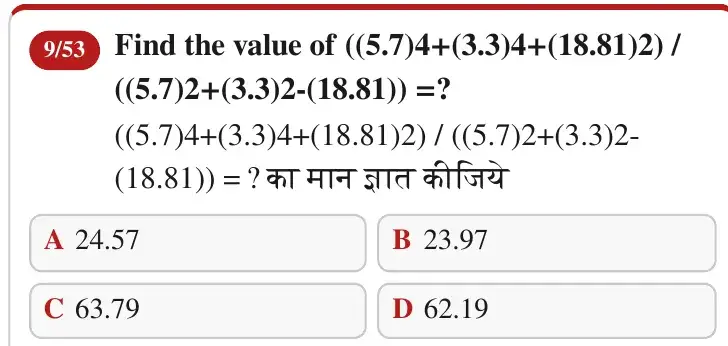 9/53 Find the value of ((5.7)4+(3.3)4+(18.81)2) /
((5.7)2+(3.3)2-(18.81)) =?
((5.7)4+(3.3)4+(18.81)2) / ((5.7)2+(3.3)2-
(18.81)) = ? का मान ज्ञात कीजिये
A 24.57
B 23.97
C 63.79
D 62.19